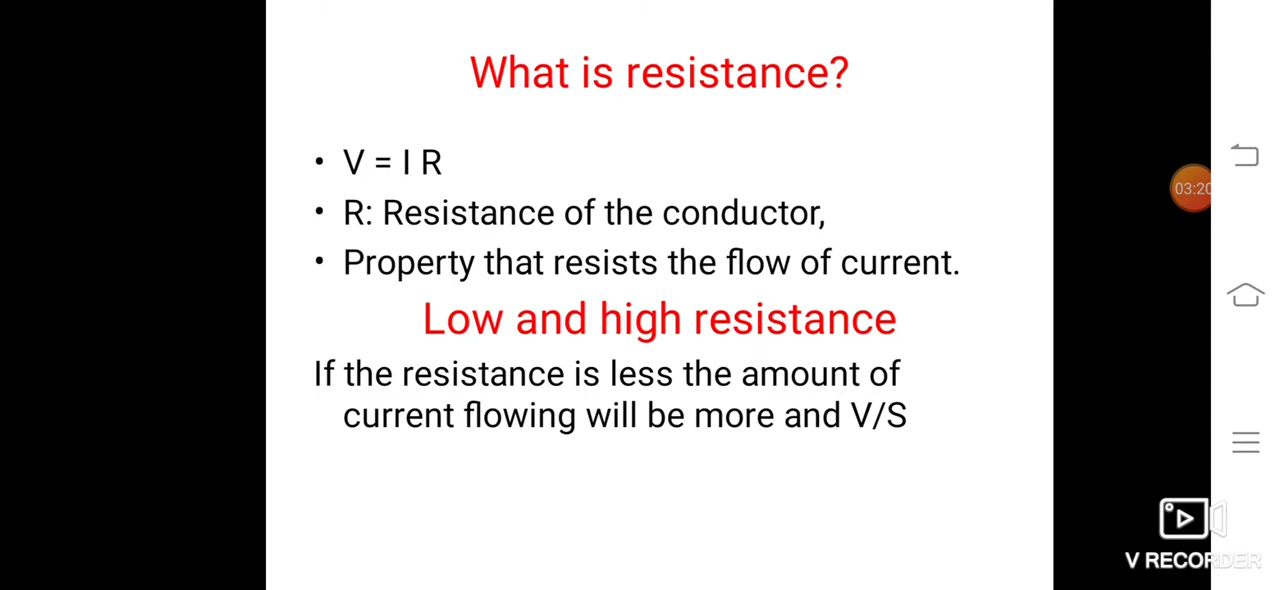 What is resistance?
• V = I R
• R: Resistance of the conductor,
• Property that resists the flow of current.
Low and high resistance
If the resistance is less the amount of
current flowing will be more and V/S
03:20
V RECORDER